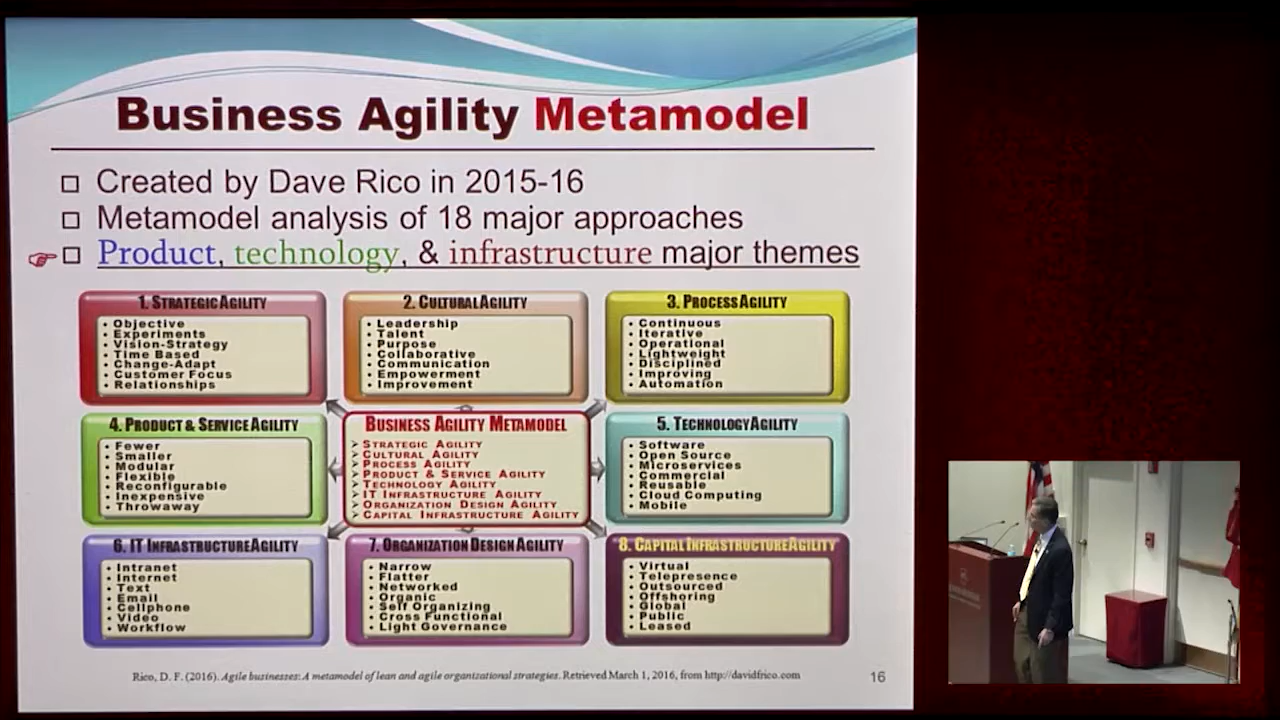 Business Agility Metamodel
Created by Dave Rico in 2015-16
Metamodel analysis of 18 major approaches
Product, technology, & infrastructure major themes
1. STRATEGIC AGILITY
• Objective
• Experiments
• Vision-Strategy
• Time Based
• Change-Adapt
• Customer Focus
• Relationships
2. CULTURAL AGILITY
• Leadership
• Talent
• Purpose
• Collaborative
• Communication
• Empowerment
• Improvement
3. PROCESS AGILITY
• Continuous
• Iterative
• Operational
• Lightweight
• Disciplined
• Improving
• Automation
4. PRODUCT & SERVICE AGILITY
• Fewer
• Smaller
• Modular
• Flexible
• Reconfigurable
• Inexpensive
• Throwaway
BUSINESS AGILITY METAMODEL
➢ STRATEGIC AGILITY
➢ CULTURAL AGILITY
➢ PROCESS AGILITY
➢ PRODUCT & SERVICE AGILITY
➢ TECHNOLOGY AGILITY
➢ IT INFRASTRUCTURE AGILITY
➢ ORGANIZATION DESIGN AGILITY
➢ CAPITAL INFRASTRUCTURE AGILITY
5. TECHNOLOGY AGILITY
• Software
• Open Source
• Microservices
• Commercial
• Reusable
• Cloud Computing
• Mobile
6. IT INFRASTRUCTURE AGILITY
• Intranet
• Internet
• Text
• Email
• Cellphone
• Video
• Workflow
7. ORGANIZATION DESIGN AGILITY
• Narrow
• Flatter
• Networked
• Organic
• Self Organizing
• Cross Functional
• Light Governance
8. CAPITAL INFRASTRUCTURE AGILITY
• Virtual
• Telepresence
• Outsourced
• Offshoring
• Global
• Public
• Leased
Rico, D. F. (2016). Agile businesses: A metamodel of lean and agile organizational strategies. Retrieved March 1, 2016, from http://davidfrico.com
16